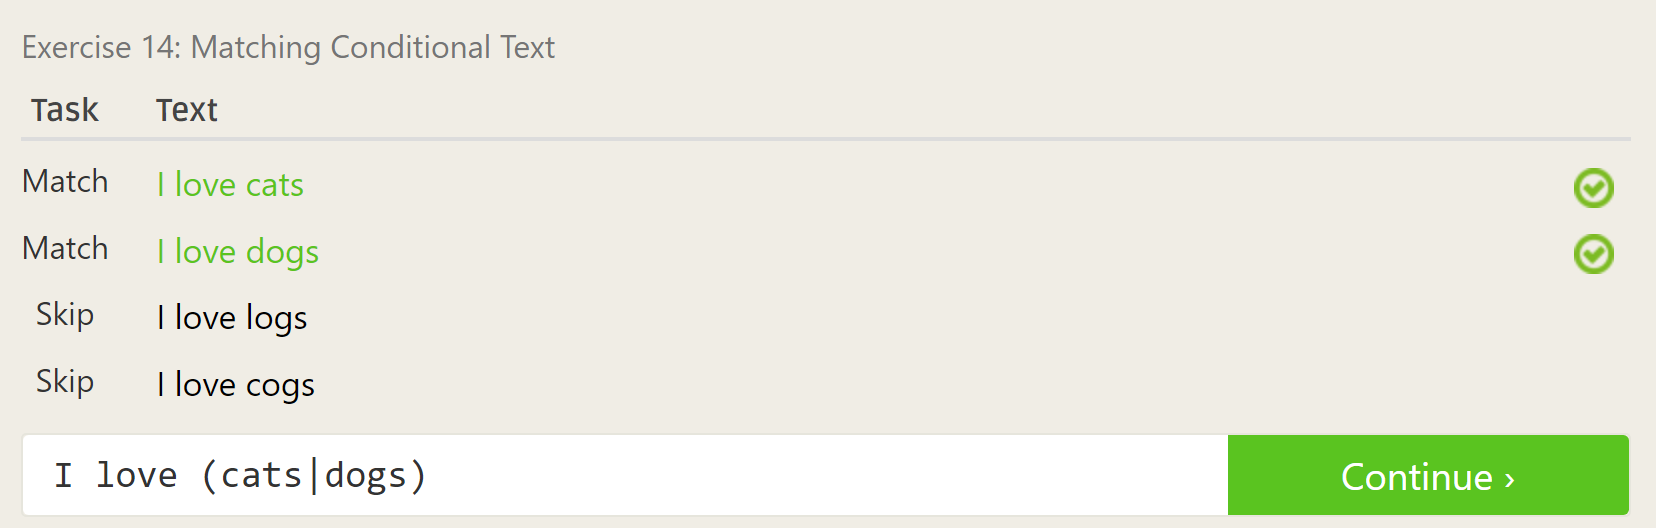 Exercise 14: Matching Conditional Text
Task Text
Match I love cats
Match I love dogs
Skip I love logs
Skip I love cogs
I love (cats|dogs) Continue ›